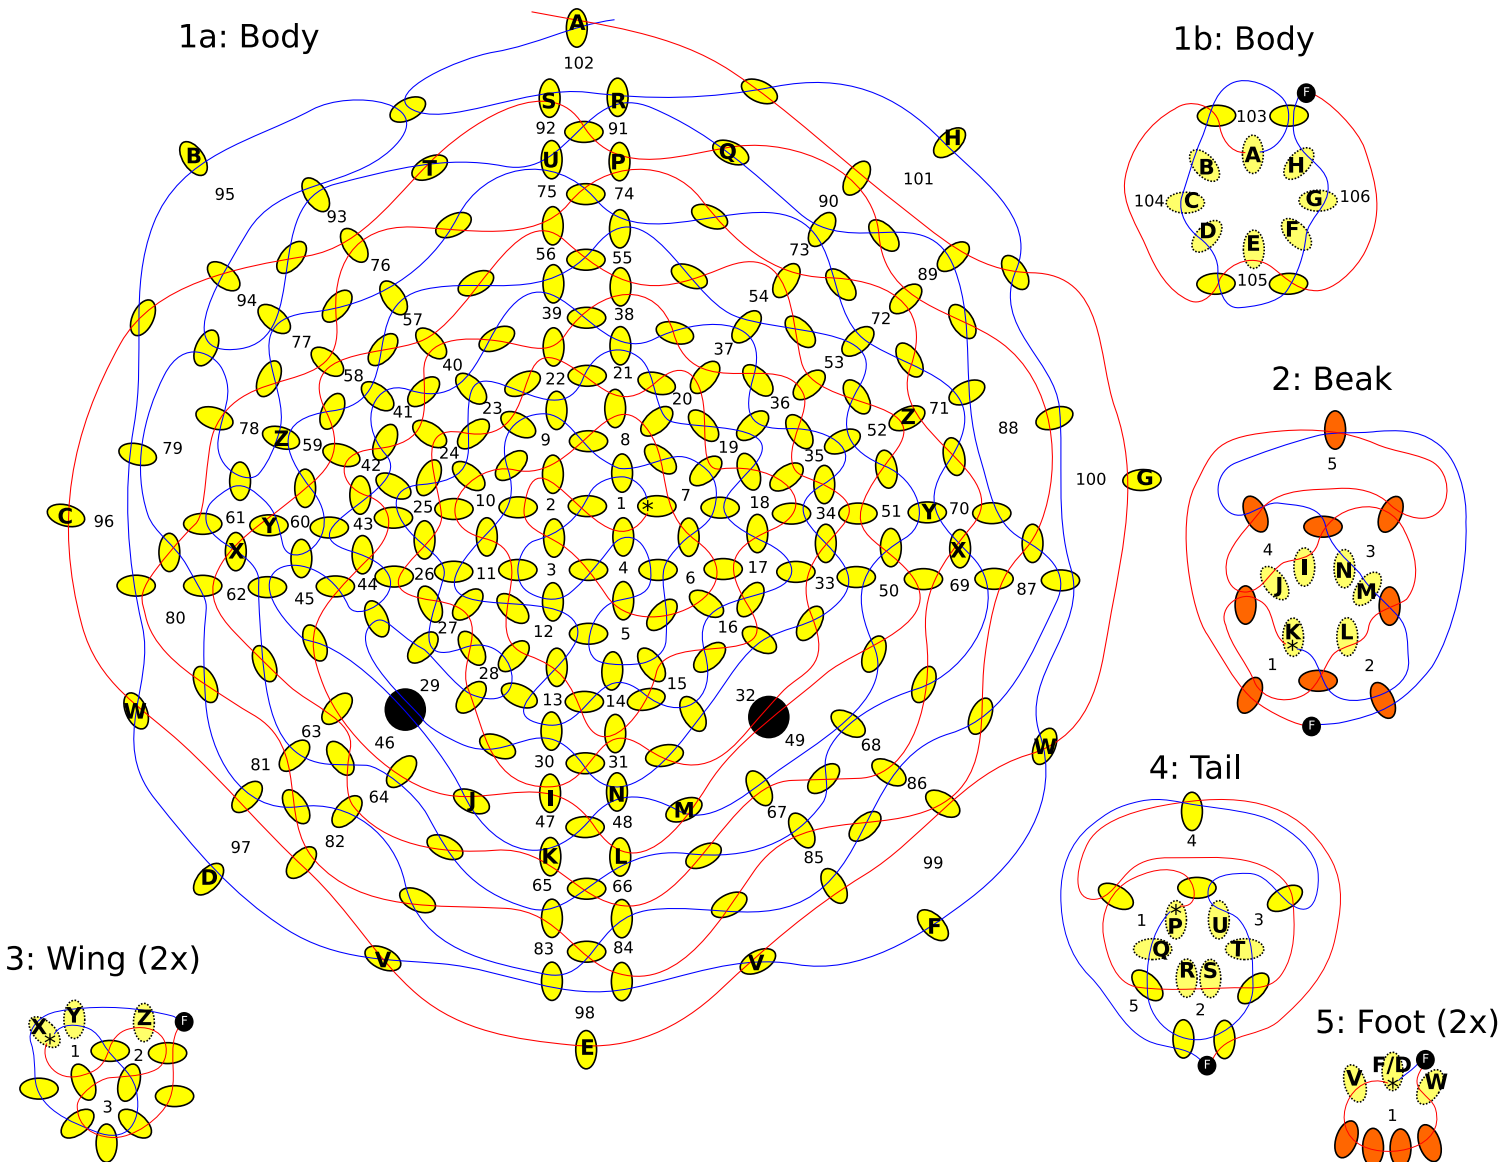 1a: Body
A
102
1b: Body
F
S R
92 91
103
B
T
U P
Q
H
A
B H
95
75 74
101
104 C
G 106
93
90
D F
E
76
56 55
73
89
105
94
57
39 38
54
72
77
40
37
53
2: Beak
58
22 21
41
23
20
36
71
Z
78
Z
59
9 8
52
88
5
42
24
19
35
C 96
61
Y
60
43
25
10
2
1
*
7
18
34
51
Y
70
100
G
X
X
4 3
62
45
44
26
11
3
4
6
17
33
50
69
87
I N
J M
80
27
12
5
16
K L
*
28
1 2
29
13 14
15
32
W
63
46
49
W
F
81
30 31
68
4: Tail
64
J
I N
M
67
86
47 48
4
97
82
K L
85
99
D
65 66
1
*
P U
3
F
Q T
83 84
3: Wing (2x)
V
V
R S
5 2
98
X Y Z F
*
1 2
E
5: Foot (2x)
F
F/D
V W
*
3
1